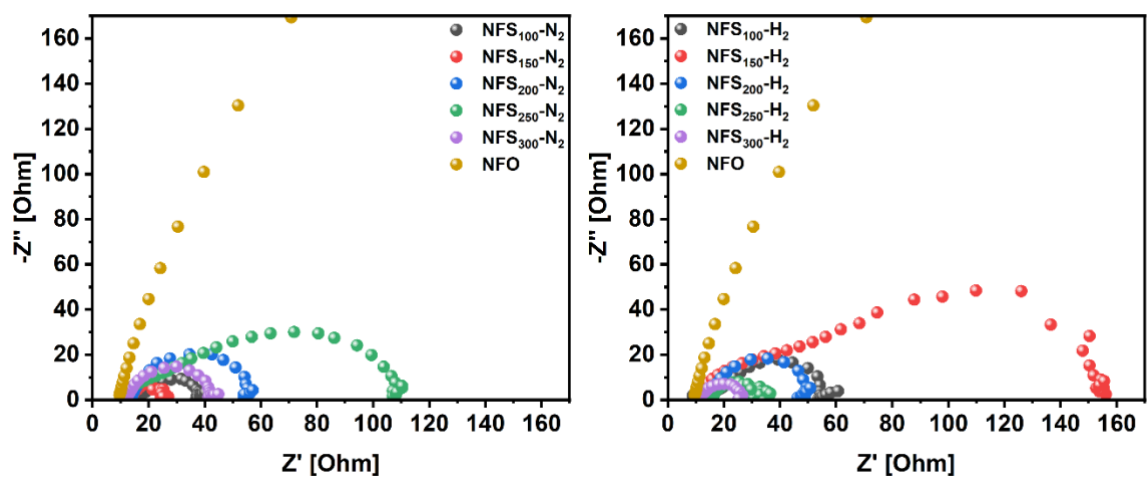 160
140
120
100
80
60
40
20
0
-Z'' [Ohm]
0 20 40 60 80 100 120 140 160
Z' [Ohm]
NFS₁₀₀-N₂
NFS₁₅₀-N₂
NFS₂₀₀-N₂
NFS₂₅₀-N₂
NFS₃₀₀-N₂
NFO
160
140
120
100
80
60
40
20
0
-Z'' [Ohm]
0 20 40 60 80 100 120 140 160
Z' [Ohm]
NFS₁₀₀-H₂
NFS₁₅₀-H₂
NFS₂₀₀-H₂
NFS₂₅₀-H₂
NFS₃₀₀-H₂
NFO